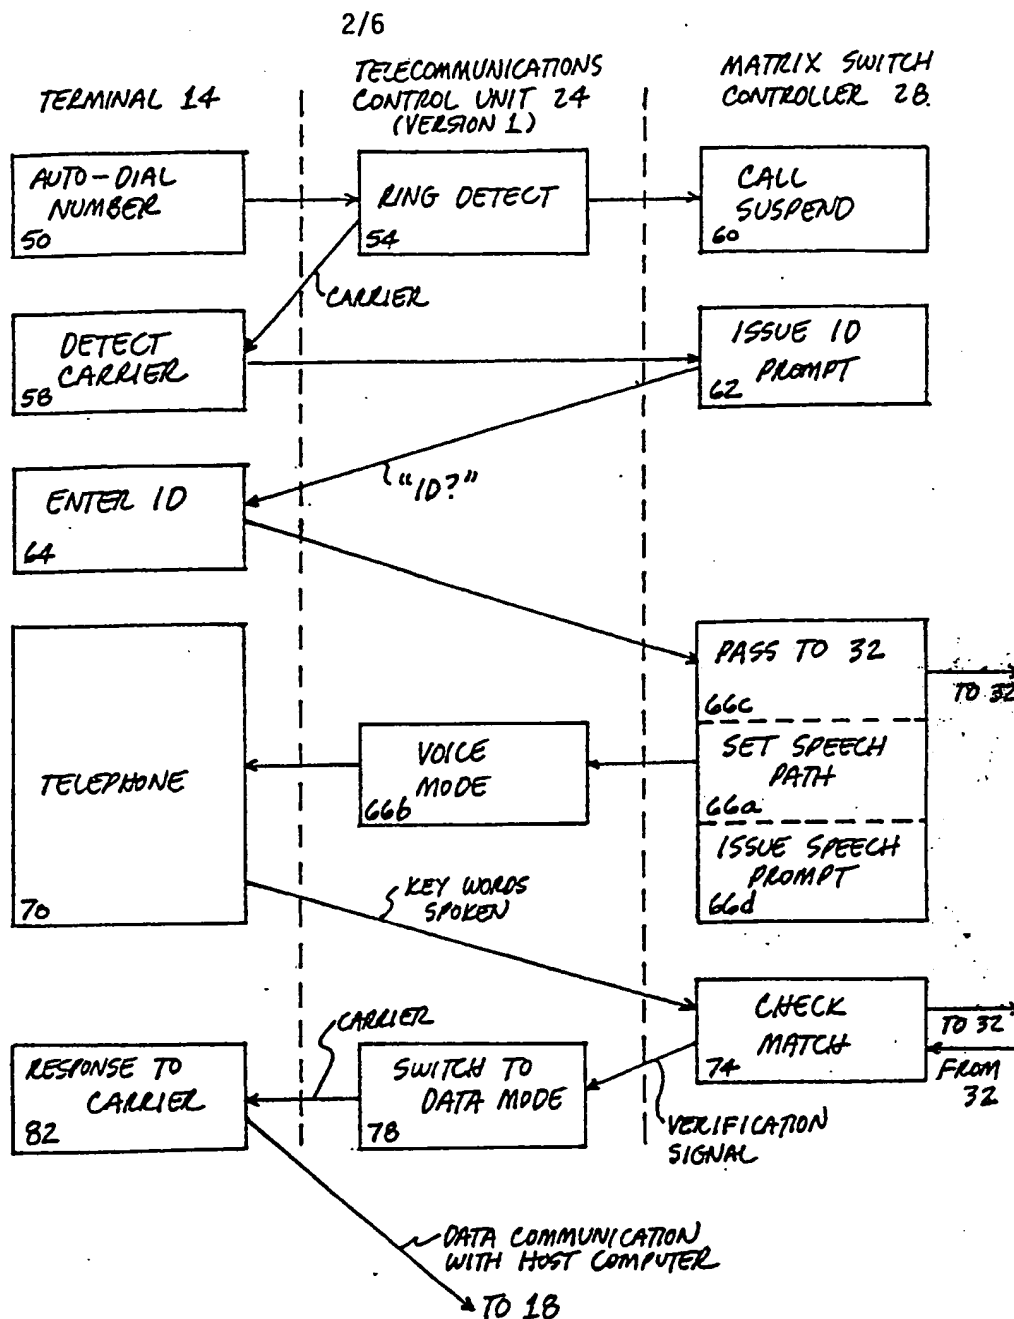 2/6
TERMINAL 14
TELECOMMUNICATIONS
CONTROL UNIT 24
(VERSION 1)
MATRIX SWITCH
CONTROLLER 28.
AUTO-DIAL
NUMBER
50
RING DETECT
54
CALL
SUSPEND
60
CARRIER
DETECT
CARRIER
58
ISSUE ID
PROMPT
62
"ID?"
ENTER ID
64
PASS TO 32
66c
TO 32
SET SPEECH
PATH
66a
VOICE
MODE
66b
TELEPHONE
70
ISSUE SPEECH
PROMPT
66d
KEY WORDS
SPOKEN
CHECK
MATCH
74
TO 32
FROM
32
CARRIER
RESPONSE TO
CARRIER
82
SWITCH TO
DATA MODE
78
VERIFICATION
SIGNAL
DATA COMMUNICATION
WITH HOST COMPUTER
TO 18